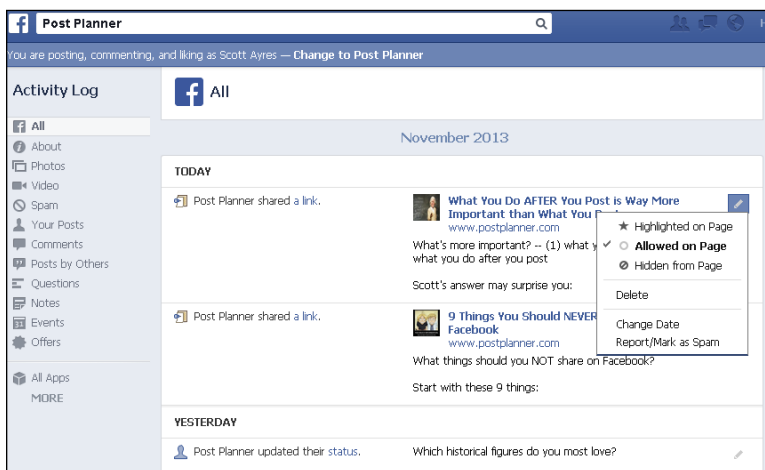 Post Planner
You are posting, commenting, and liking as Scott Ayres — Change to Post Planner
Activity Log
All
About
Photos
Video
Spam
Your Posts
Comments
Posts by Others
Questions
Notes
Events
Offers
All Apps
MORE
All
November 2013
TODAY
Post Planner shared a link.
What You Do AFTER You Post is Way More
Important than What You
www.postplanner.com
What's more important? -- (1) what y
what you do after you post
Scott's answer may surprise you:
Highlighted on Page
Allowed on Page
Hidden from Page
Delete
Change Date
Report/Mark as Spam
Post Planner shared a link.
9 Things You Should NEVER
Facebook
www.postplanner.com
What things should you NOT share on Facebook?
Start with these 9 things:
YESTERDAY
Post Planner updated their status.
Which historical figures do you most love?